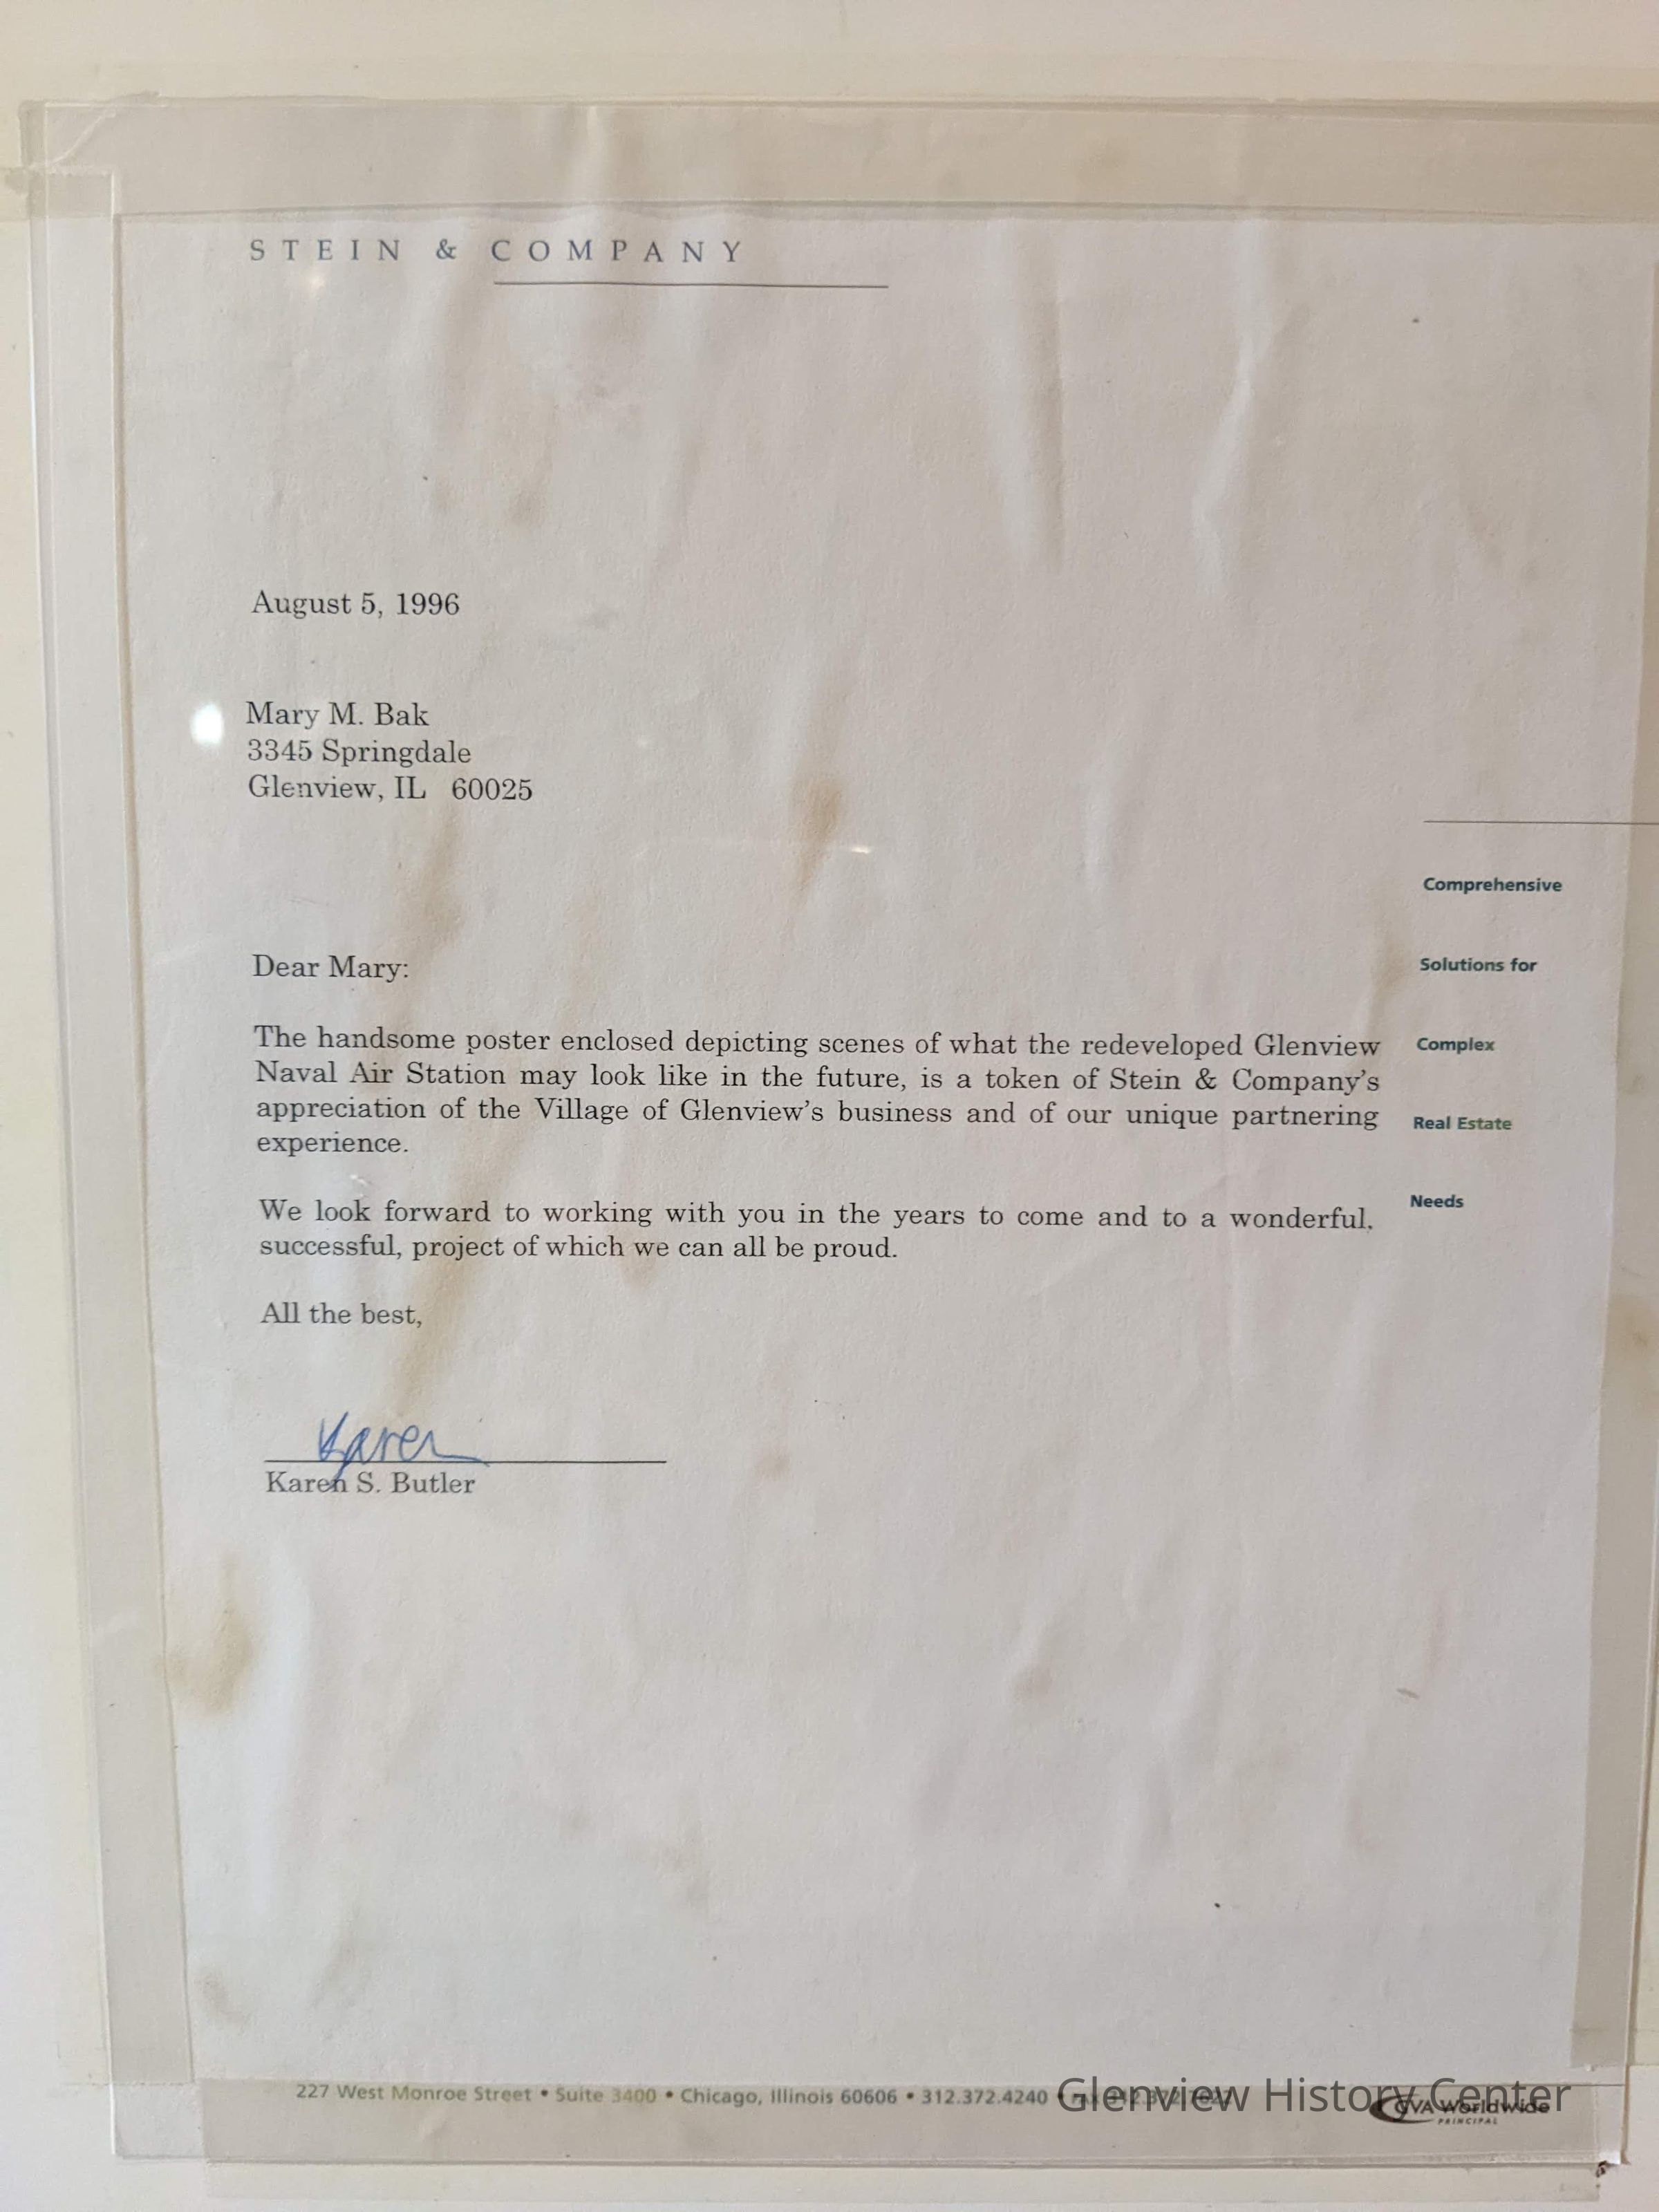 STEIN & COMPANY
August 5, 1996
Mary M. Bak
3345 Springdale
Glenview, IL 60025
Dear Mary:
The handsome poster enclosed depicting scenes of what the redeveloped Glenview
Naval Air Station may look like in the future, is a token of Stein & Company's
appreciation of the Village of Glenview's business and of our unique partnering
experience.
We look forward to working with you in the years to come and to a wonderful,
successful, project of which we can all be proud.
All the best,
Karen
Karen S. Butler
Comprehensive
Solutions for
Complex
Real Estate
Needs
227 West Monroe Street • Suite 3400 • Chicago, Illinois 60606 • 312.372.4240 •
Glenview History Center
GVA Worldwide
PRINCIPAL